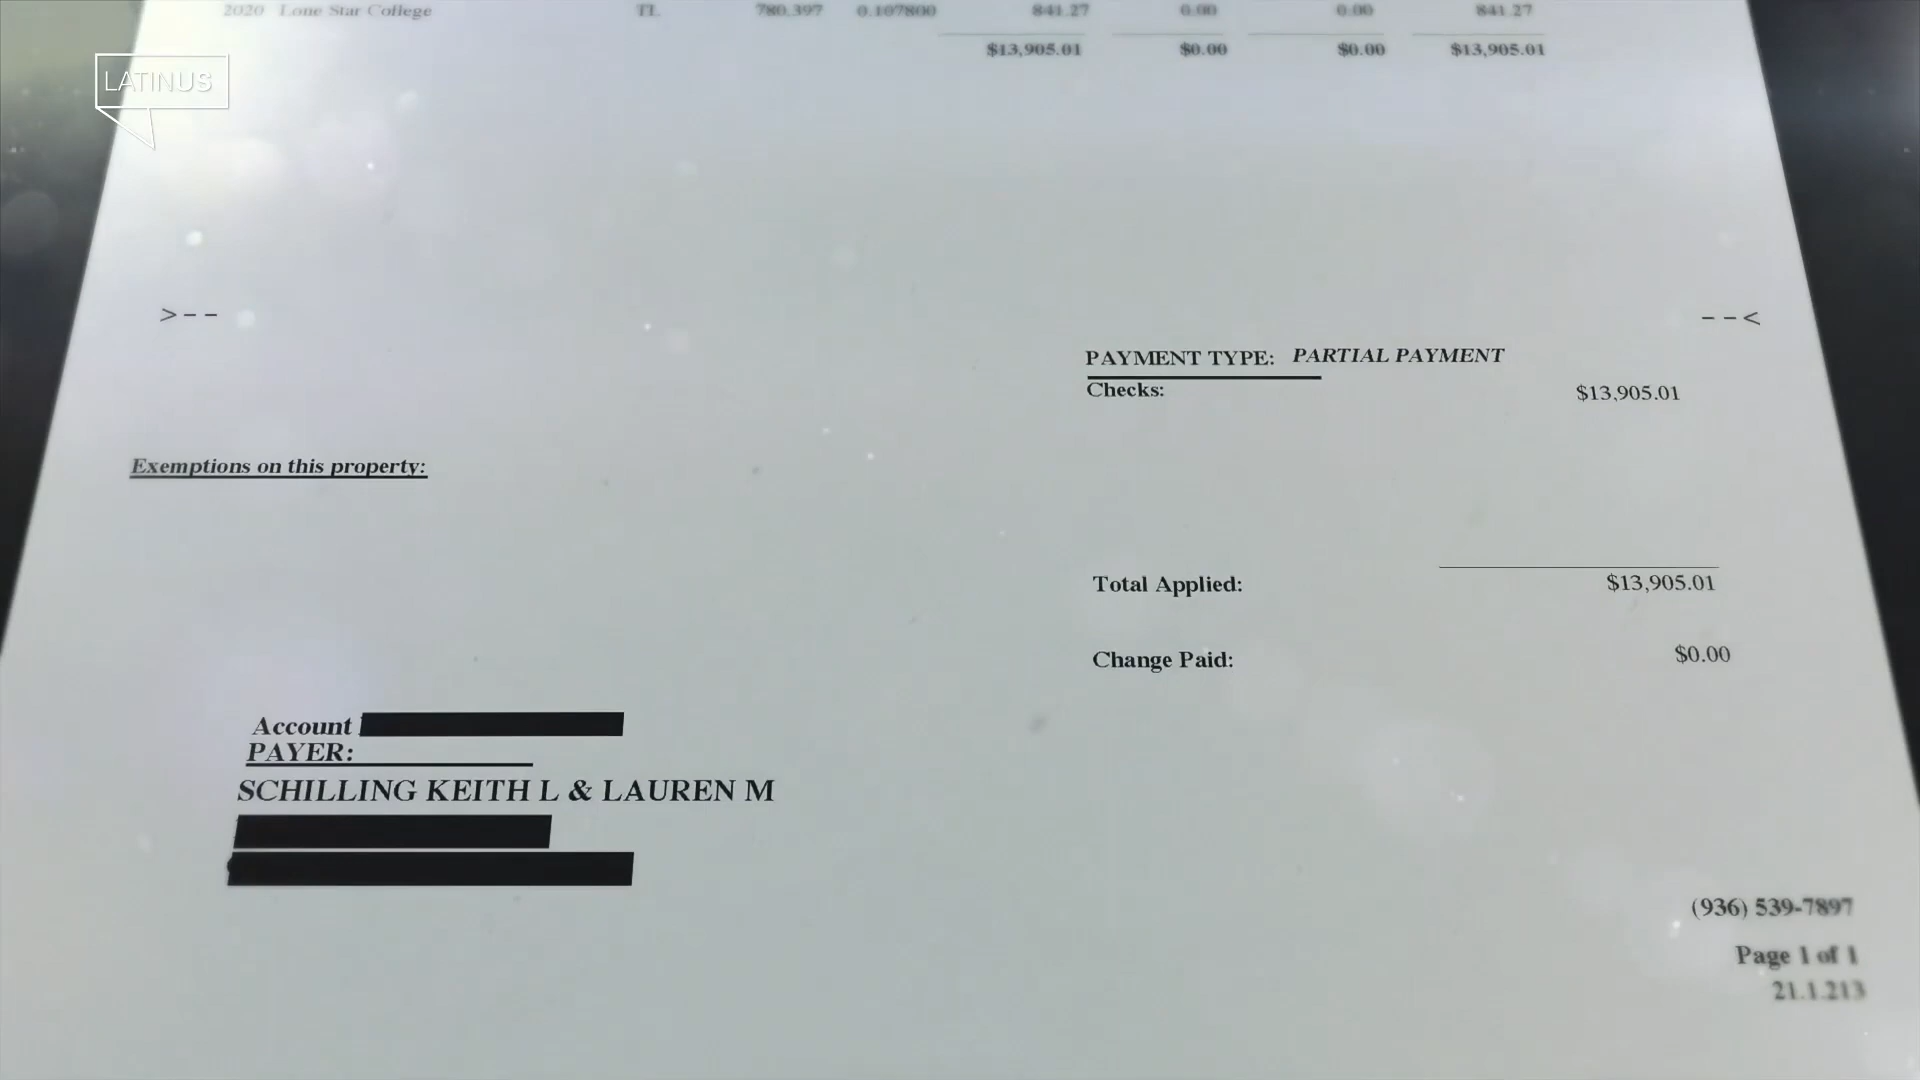 2020 Lone Star College TL 780,397 0.107800 841.27 0.00 0.00 841.27
$13,905.01 $0.00 $0.00 $13,905.01
LATINUS
>-- --<
PAYMENT TYPE: PARTIAL PAYMENT
Checks: $13,905.01
Exemptions on this property:
Total Applied: $13,905.01
Change Paid: $0.00
Account
PAYER:
SCHILLING KEITH L & LAUREN M
(936) 539-7897
Page 1 of 1
21.1.213